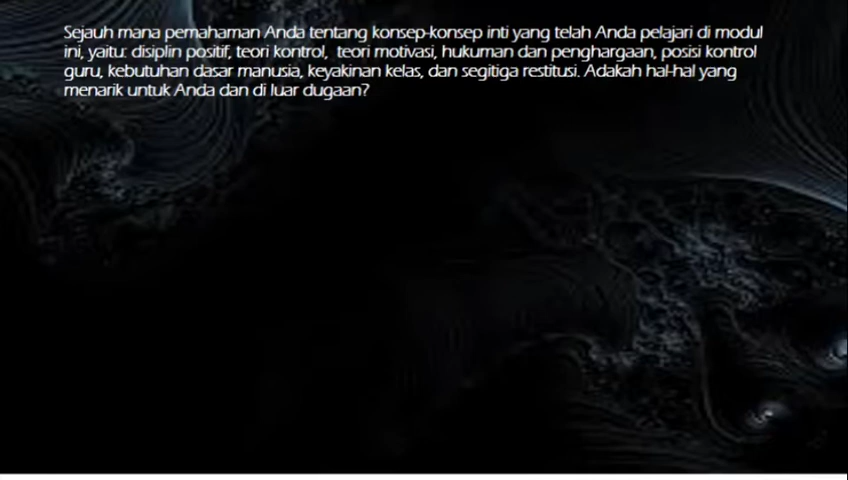 Sejauh mana pemahaman Anda tentang konsep-konsep inti yang telah Anda pelajari di modul
ini, yaitu: disiplin positif, teori kontrol, teori motivasi, hukuman dan penghargaan, posisi kontrol
guru, kebutuhan dasar manusia, keyakinan kelas, dan segitiga restitusi. Adakah hal-hal yang
menarik untuk Anda dan di luar dugaan?